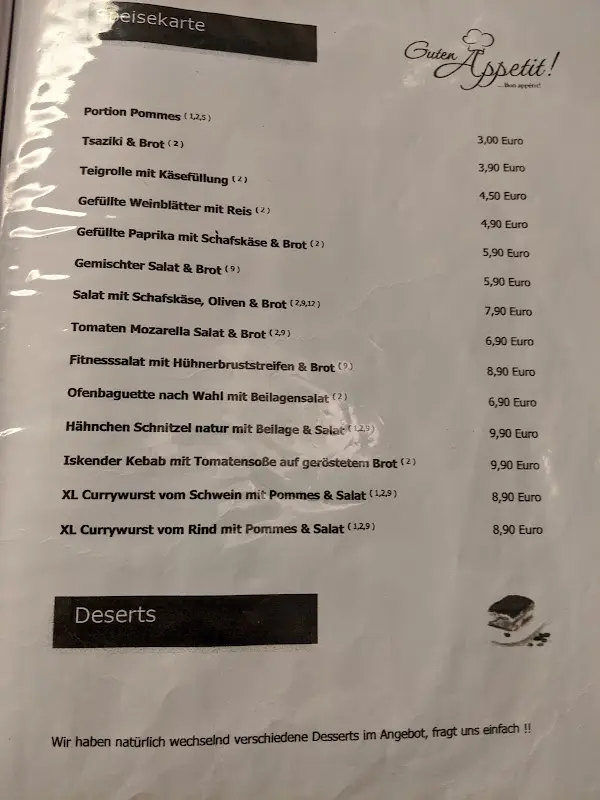 Speisekarte
Guten Appetit!
...Bon appetit!
Portion Pommes (1,2,5) 3,00 Euro
Tsaziki & Brot (2) 3,90 Euro
Teigrolle mit Käsefüllung (2) 4,50 Euro
Gefüllte Weinblätter mit Reis (2) 4,90 Euro
Gefüllte Paprika mit Schafskäse & Brot (2) 5,90 Euro
Gemischter Salat & Brot (9) 5,90 Euro
Salat mit Schafskäse, Oliven & Brot (2,9,12) 7,90 Euro
Tomaten Mozarella Salat & Brot (2,9) 6,90 Euro
Fitnesssalat mit Hühnerbruststreifen & Brot (9) 8,90 Euro
Ofenbaguette nach Wahl mit Beilagensalat (2) 6,90 Euro
Hähnchen Schnitzel natur mit Beilage & Salat (1,2,9) 9,90 Euro
Iskender Kebab mit Tomatensoße auf geröstetem Brot (2) 9,90 Euro
XL Currywurst vom Schwein mit Pommes & Salat (1,2,9) 8,90 Euro
XL Currywurst vom Rind mit Pommes & Salat (1,2,9) 8,90 Euro
Deserts
Wir haben natürlich wechselnd verschiedene Desserts im Angebot, fragt uns einfach !!